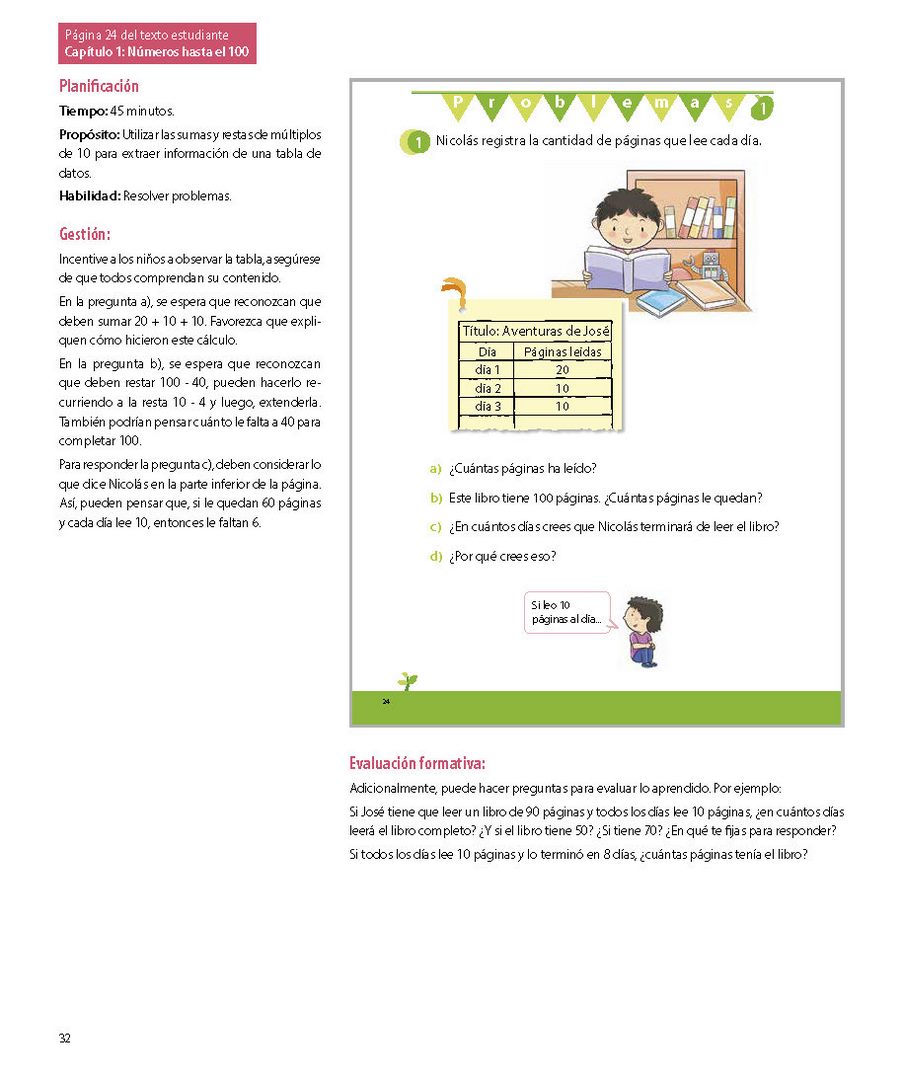 Página 24 del texto estudiante
Capítulo 1: Números hasta el 100
Planificación
Tiempo: 45 minutos.
Propósito: Utilizar las sumas y restas de múltiplos
de 10 para extraer información de una tabla de
datos.
Habilidad: Resolver problemas.
Gestión:
Incentive a los niños a observar la tabla, asegúrese
de que todos comprendan su contenido.
En la pregunta a), se espera que reconozcan que
deben sumar 20 + 10 + 10. Favorezca que expli-
quen cómo hicieron este cálculo.
En la pregunta b), se espera que reconozcan
que deben restar 100 - 40, pueden hacerlo re-
curriendo a la resta 10 - 4 y luego, extenderla.
También podrían pensar cuánto le falta a 40 para
completar 100.
Para responder la pregunta c), deben considerar lo
que dice Nicolás en la parte inferior de la página.
Así, pueden pensar que, si le quedan 60 páginas
y cada día lee 10, entonces le faltan 6.
Problemas 1
1 Nicolás registra la cantidad de páginas que lee cada día.
Título: Aventuras de José
Día Páginas leídas
día 1 20
día 2 10
día 3 10
a) ¿Cuántas páginas ha leído?
b) Este libro tiene 100 páginas. ¿Cuántas páginas le quedan?
c) ¿En cuántos días crees que Nicolás terminará de leer el libro?
d) ¿Por qué crees eso?
Si leo 10
páginas al día...
24
Evaluación formativa:
Adicionalmente, puede hacer preguntas para evaluar lo aprendido. Por ejemplo:
Si José tiene que leer un libro de 90 páginas y todos los días lee 10 páginas, ¿en cuántos días
leerá el libro completo? ¿Y si el libro tiene 50? ¿Si tiene 70? ¿En qué te fijas para responder?
Si todos los días lee 10 páginas y lo terminó en 8 días, ¿cuántas páginas tenía el libro?
32